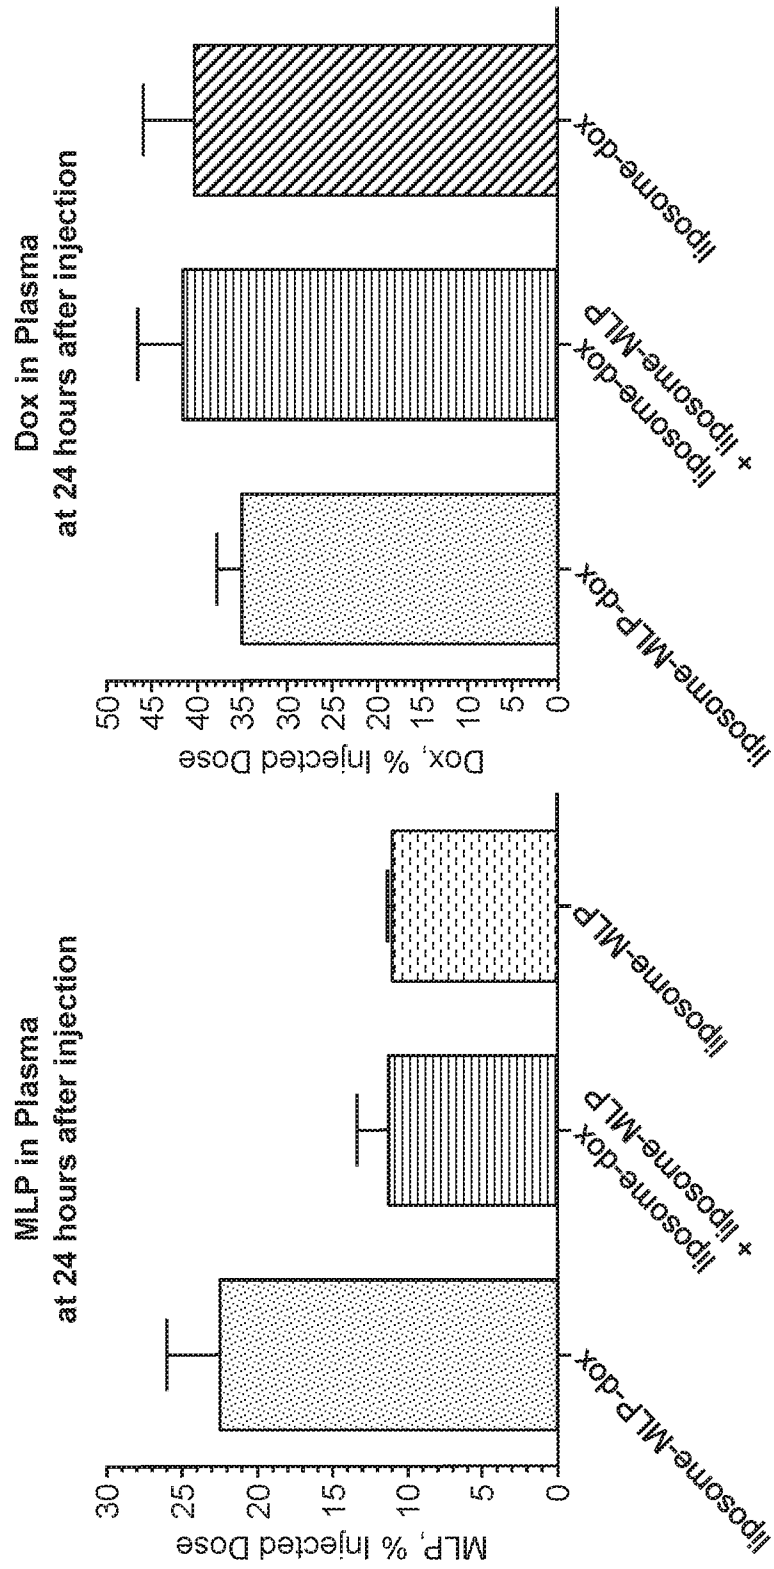 MLP in Plasma
at 24 hours after injection
MLP, % Injected Dose
30
25
20
15
10
5
0
liposome-MLP-dox
liposome-dox
+ liposome-MLP
liposome-MLP
Dox in Plasma
at 24 hours after injection
Dox, % Injected Dose
50
45
40
35
30
25
20
15
10
5
0
liposome-MLP-dox
liposome-dox
+ liposome-MLP
liposome-dox